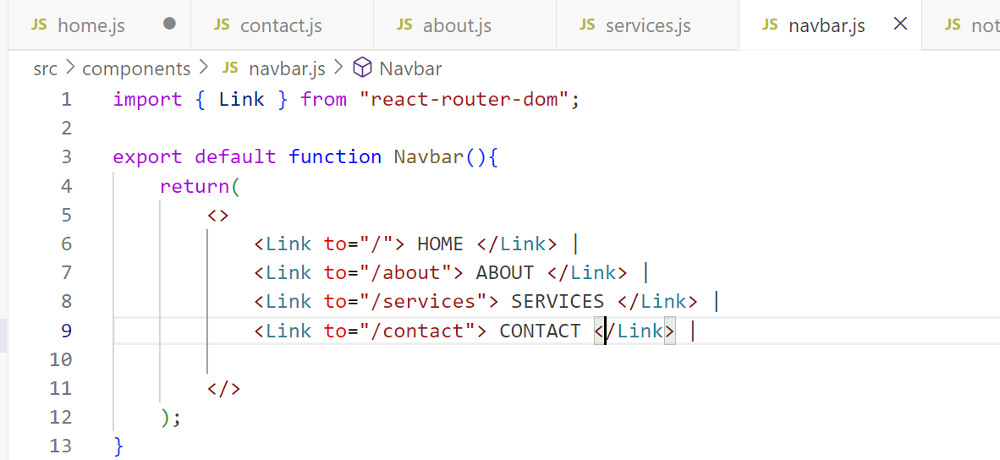 JS home.js JS contact.js JS about.js JS services.js JS navbar.js JS not
src > components > JS navbar.js > Navbar
1 import { Link } from "react-router-dom";
2
3 export default function Navbar(){
4     return(
5         <>
6             <Link to="/"> HOME </Link> |
7             <Link to="/about"> ABOUT </Link> |
8             <Link to="/services"> SERVICES </Link> |
9             <Link to="/contact"> CONTACT </Link> |
10
11         </>
12     );
13 }